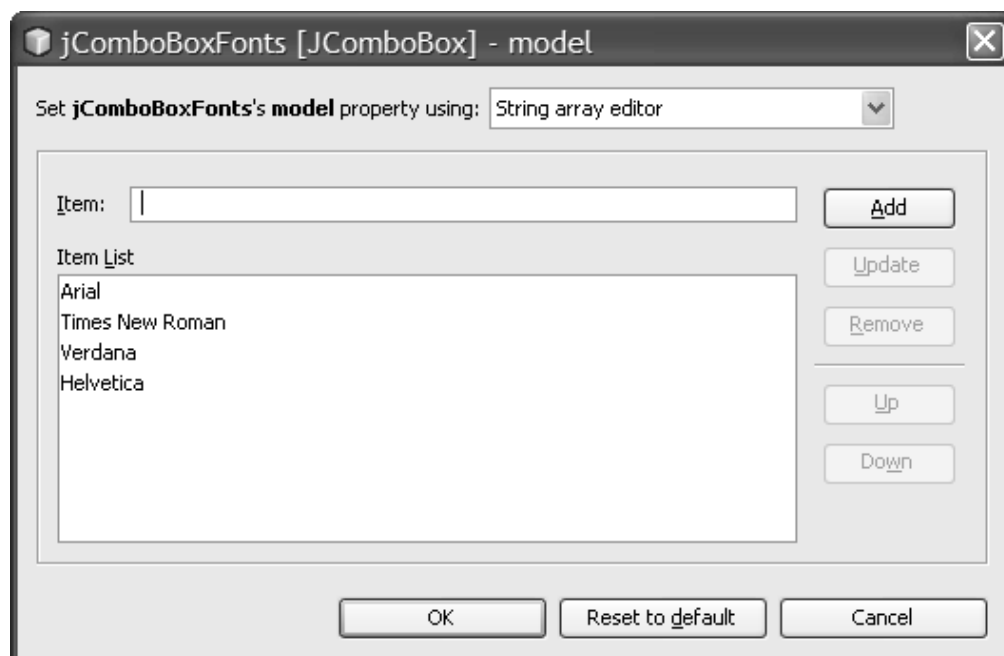 jComboBoxFonts [JComboBox] - model
Set jComboBoxFonts's model property using: String array editor
Item: Add
Item List
Update
Arial
Times New Roman
Remove
Verdana
Helvetica
Up
Down
OK Reset to default Cancel